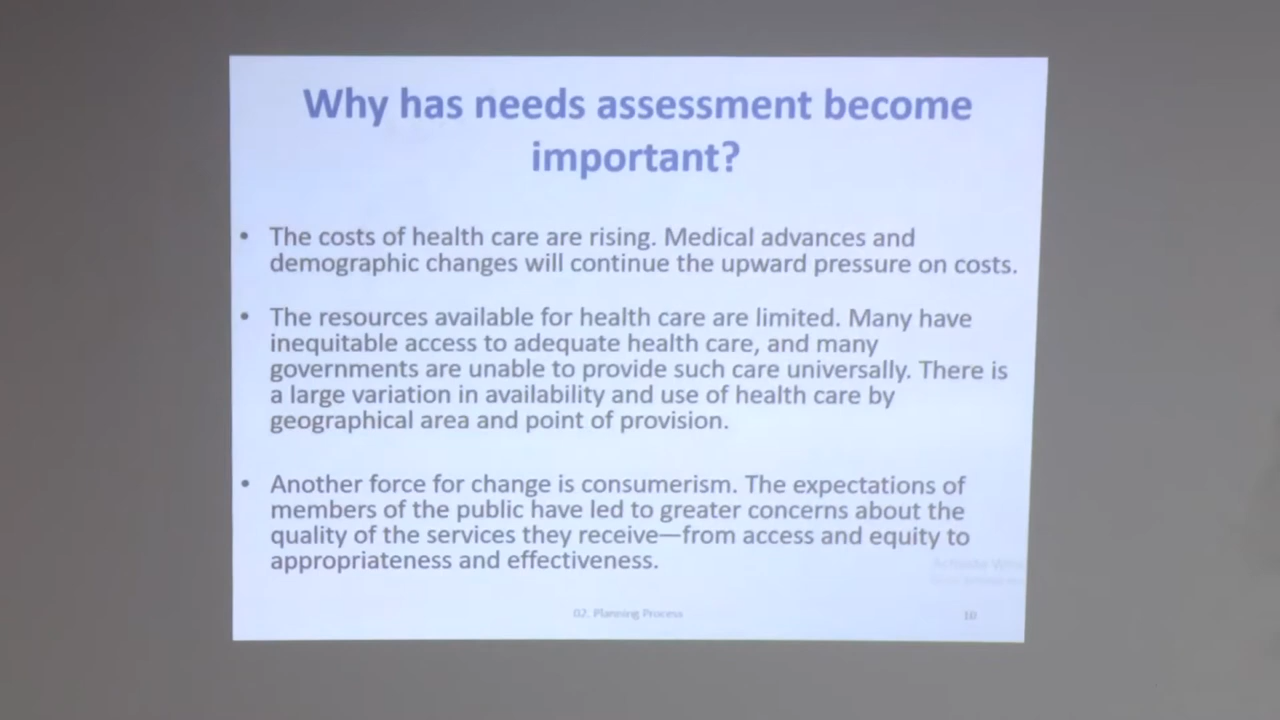 Why has needs assessment become
important?
• The costs of health care are rising. Medical advances and
demographic changes will continue the upward pressure on costs.
• The resources available for health care are limited. Many have
inequitable access to adequate health care, and many
governments are unable to provide such care universally. There is
a large variation in availability and use of health care by
geographical area and point of provision.
• Another force for change is consumerism. The expectations of
members of the public have led to greater concerns about the
quality of the services they receive—from access and equity to
appropriateness and effectiveness.
02. Planning Process
10